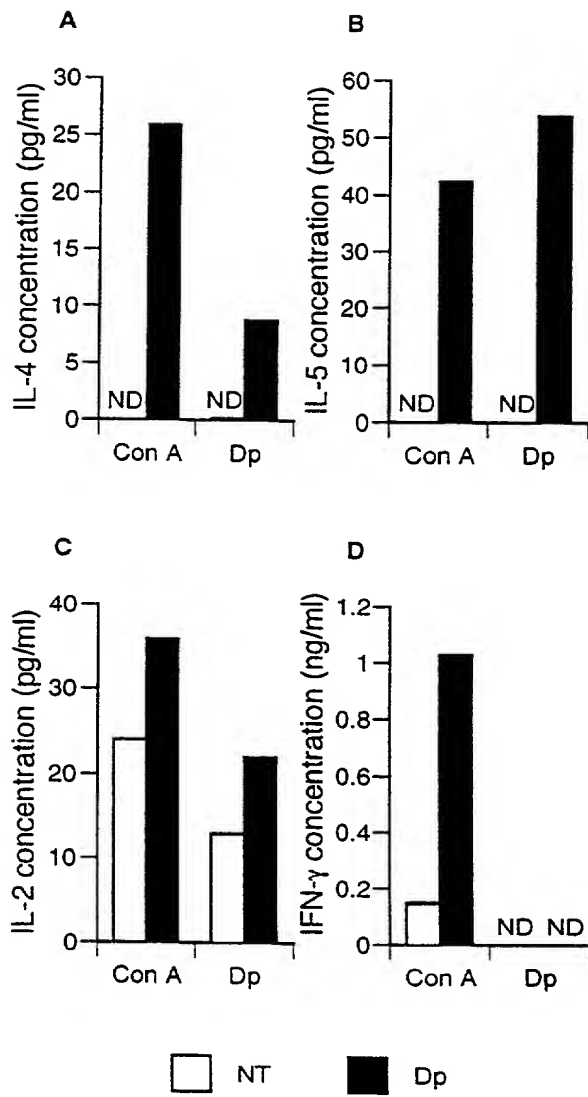 A
IL-4 concentration (pg/ml)
30
25
20
15
10
5
0
ND
ND
Con A
Dp
B
IL-5 concentration (pg/ml)
60
50
40
30
20
10
0
ND
ND
Con A
Dp
C
IL-2 concentration (pg/ml)
40
30
20
10
0
Con A
Dp
D
IFN-γ concentration (ng/ml)
1.2
1
0.8
0.6
0.4
0.2
0
ND ND
Con A
Dp
NT
Dp